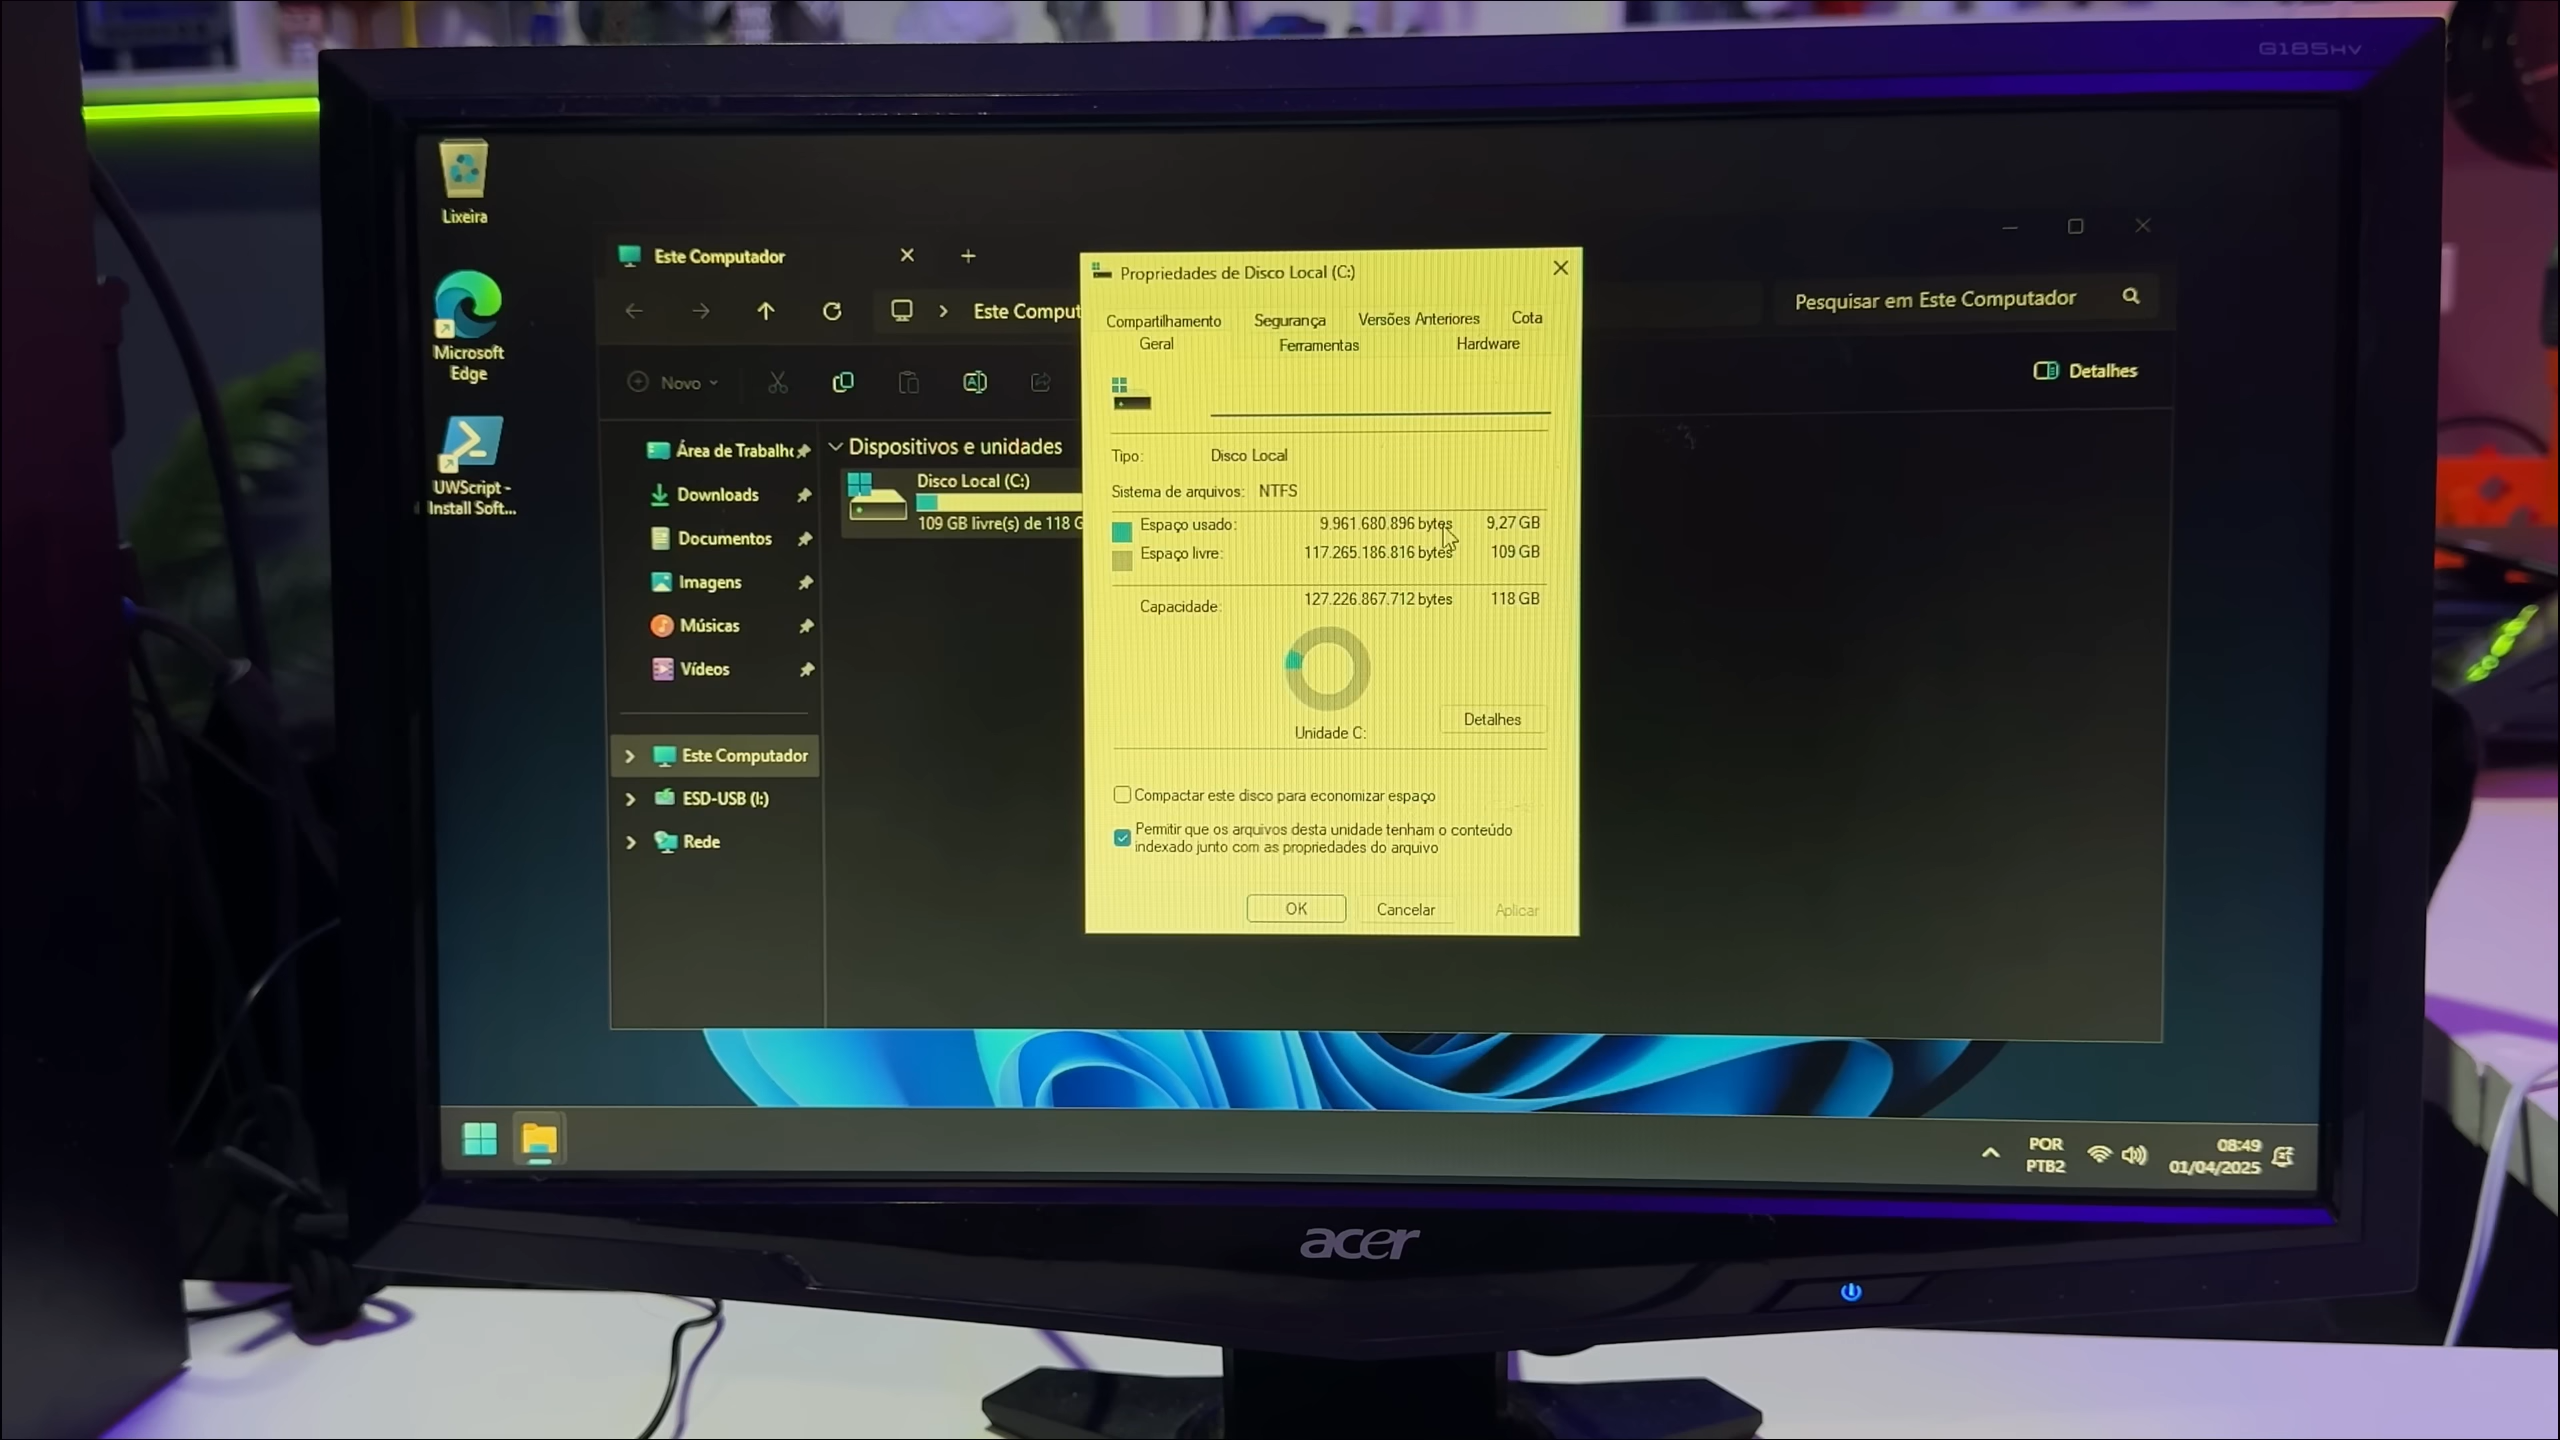 G185HV
Lixeira
Microsoft
Edge
UWScript -
Install Soft...
Este Computador
Este Comput
Pesquisar em Este Computador
Novo
Detalhes
Área de Trabalho
Downloads
Documentos
Imagens
Músicas
Vídeos
Este Computador
ESD-USB (I:)
Rede
Dispositivos e unidades
Disco Local (C:)
109 GB livre(s) de 118 G
Propriedades de Disco Local (C:)
Compartilhamento Segurança Versões Anteriores Cota
Geral Ferramentas Hardware
Tipo: Disco Local
Sistema de arquivos: NTFS
Espaço usado: 9.961.680.896 bytes 9,27 GB
Espaço livre: 117.265.186.816 bytes 109 GB
Capacidade: 127.226.867.712 bytes 118 GB
Unidade C:
Detalhes
Compactar este disco para economizar espaço
Permitir que os arquivos desta unidade tenham o conteúdo
indexado junto com as propriedades do arquivo
OK Cancelar Aplicar
POR
PTB2
08:49
01/04/2025
acer